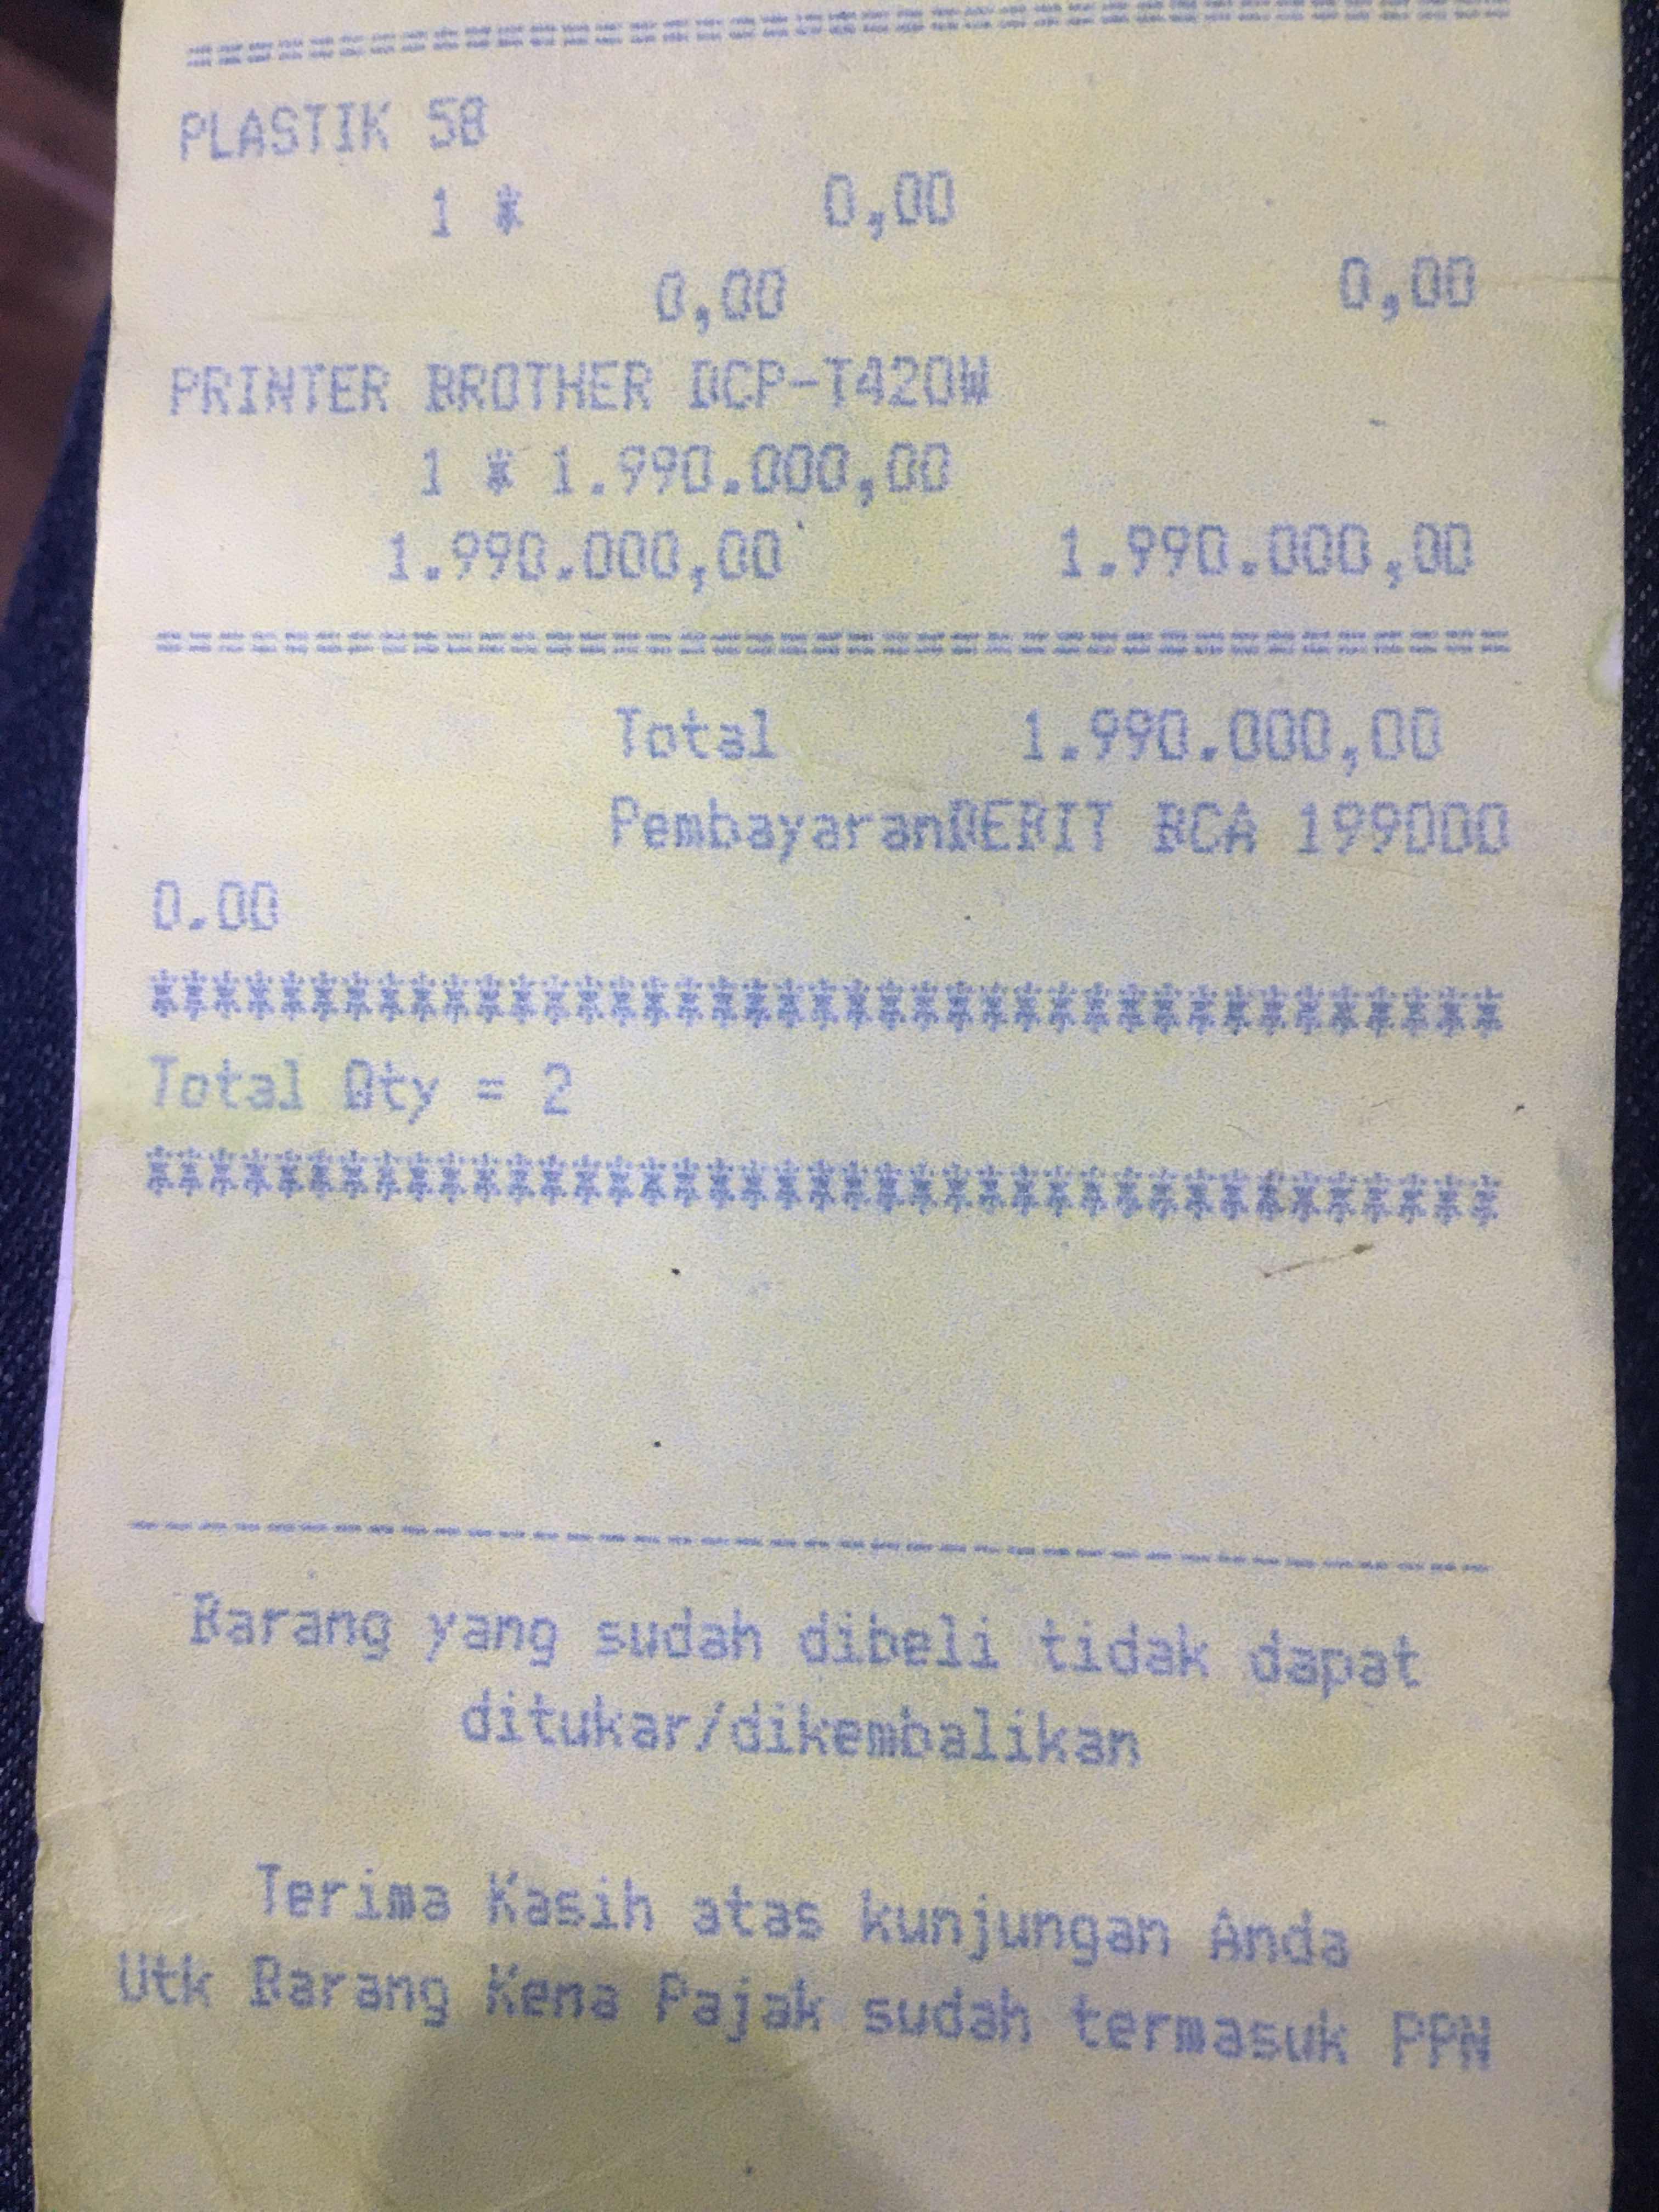 ========================================
PLASTIK 58
1 * 0,00
0,00 0,00
PRINTER BROTHER DCP-T420W
1 * 1.990.000,00
1.990.000,00 1.990.000,00
========================================
Total 1.990.000,00
PembayaranDEBIT BCA 199000
0.00
****************************************
Total Qty = 2
****************************************
----------------------------------------
Barang yang sudah dibeli tidak dapat
ditukar/dikembalikan
Terima Kasih atas kunjungan Anda
Utk Barang Kena Pajak sudah termasuk PPN